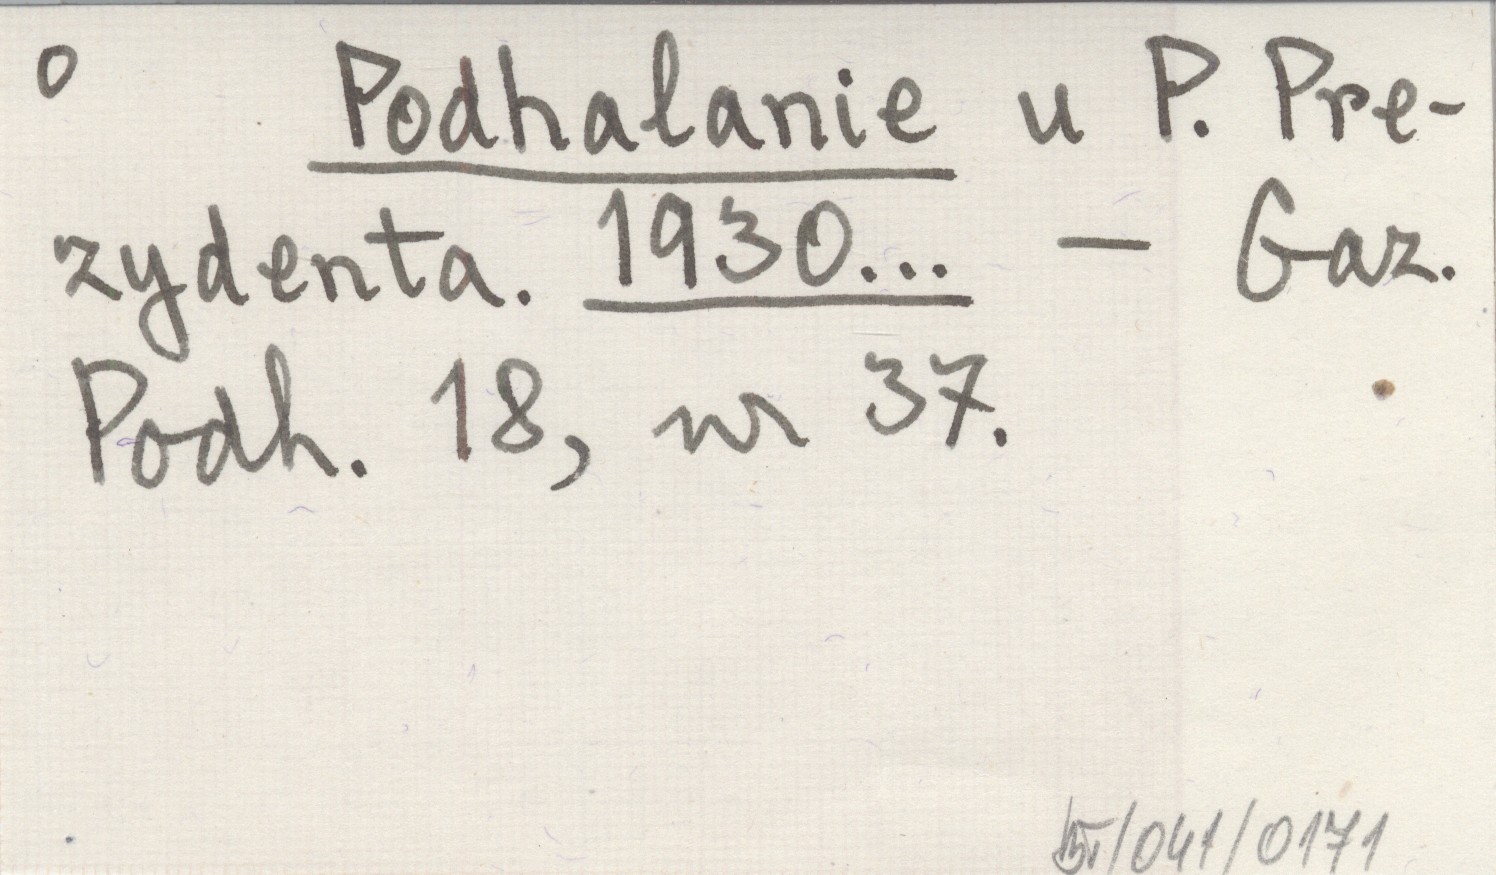 o Podhalanie u P. Pre-
zydenta. 1930... — Gaz.
Podh. 18, nr 37.
/041/0171